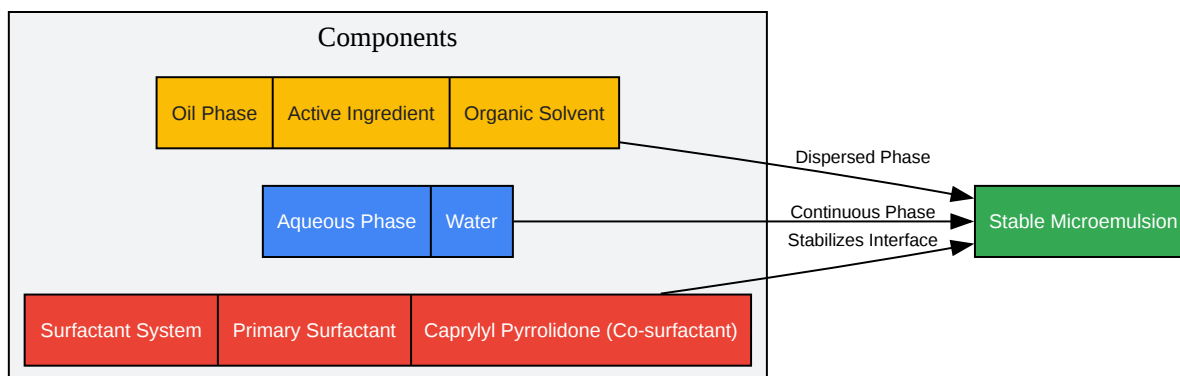 Components
Oil Phase
Active Ingredient
Organic Solvent
Dispersed Phase
Aqueous Phase
Water
Continuous Phase
Stable Microemulsion
Stabilizes Interface
Surfactant System
Primary Surfactant
Caprylyl Pyrrolidone (Co-surfactant)